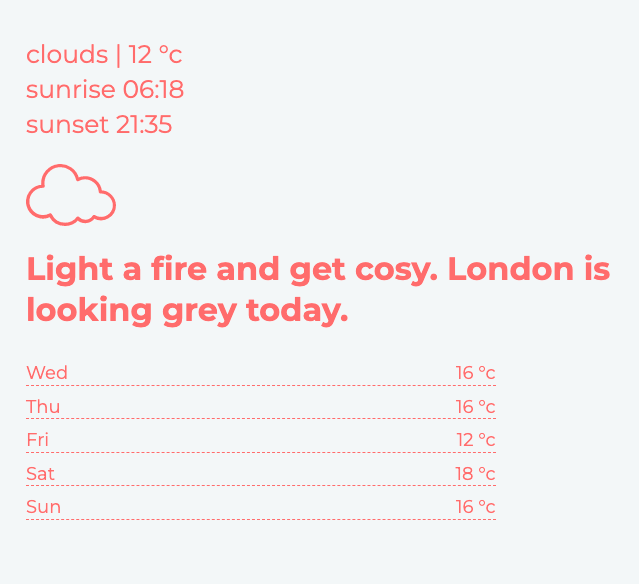 clouds | 12 °c
sunrise 06:18
sunset 21:35
Light a fire and get cosy. London is
looking grey today.
Wed 16 °c
Thu 16 °c
Fri 12 °c
Sat 18 °c
Sun 16 °c